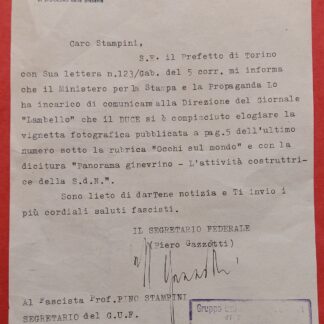 Caro Stampini,
S.E. il Prefetto di Torino
con Sua lettera n.123/Gab. del 5 corr. mi informa
che il Ministero per la Stampa e la Propaganda Lo
ha incarico di comunicare alla Direzione del Giornale
"Lambello" che il DUCE si è compiaciuto elogiare la
vignetta fotografica pubblicata a pag.5 dell'ultimo
numero sotto la rubrica "Occhi sul mondo" e con la
dicitura "Panorama ginevrino - L'attività costruttri-
ce della S.d.N.".
Sono lieto di darTene notizia e Ti invio i
più cordiali saluti fascisti.
IL SEGRETARIO FEDERALE
(Piero Gazzotti)
Al Fascista Prof. PINO STAMPINI
SEGRETARIO del G.U.F.
Gruppo